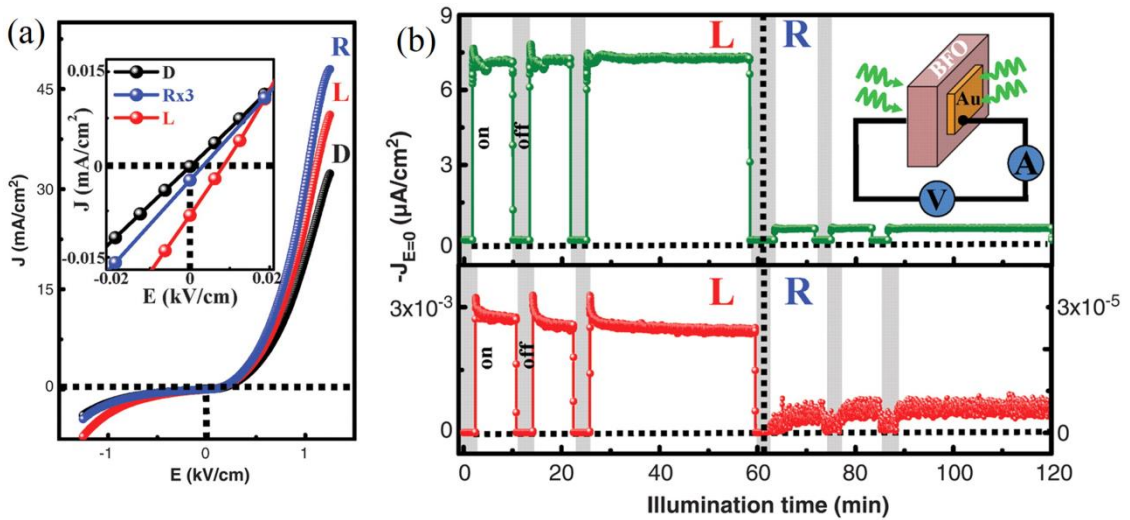 (a)
J (mA/cm²)
45
30
15
0
-1
0
1
E (kV/cm)
R
L
D
D
Rx3
L
J (mA/cm²)
0.015
0
-0.015
-0.02
0
0.02
E (kV/cm)
(b)
-J_E=0 (µA/cm²)
9
6
3
0
L
R
on
off
BFO
Au
A
V
3x10⁻³
0
L
R
on
off
3x10⁻⁵
0
0
20
40
60
80
100
120
Illumination time (min)